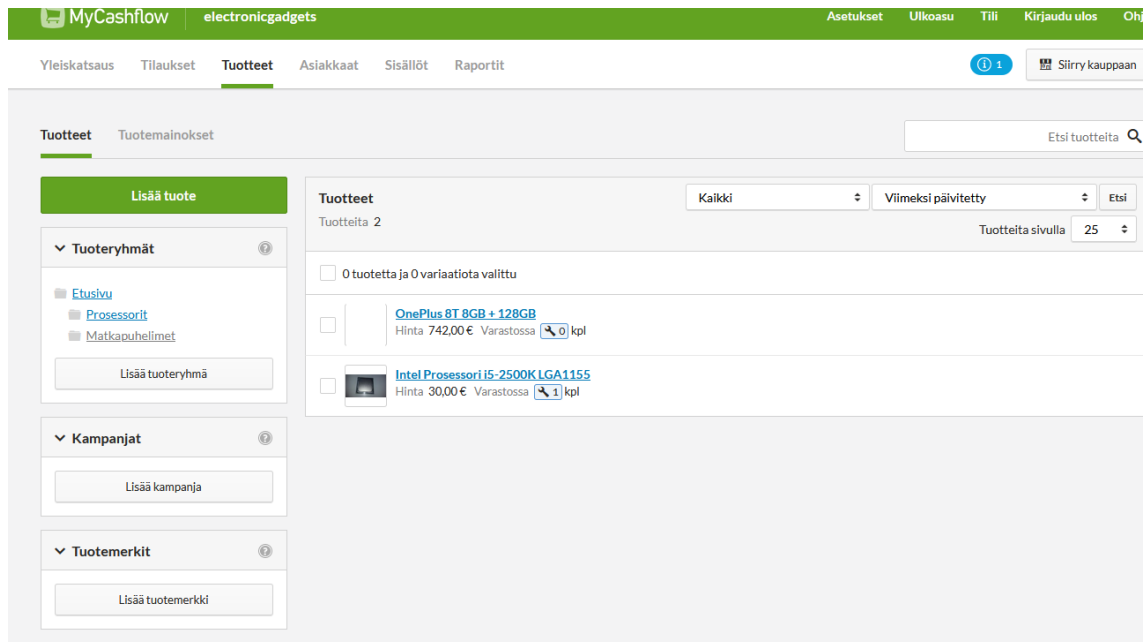 MyCashflow electronicgadgets Asetukset Ulkoasu Tili Kirjaudu ulos Ohj
Yleiskatsaus Tilaukset Tuotteet Asiakkaat Sisällöt Raportit 1 Siirry kauppaan
Tuotteet Tuotemainokset Etsi tuotteita
Lisää tuote
Tuotteet Kaikki Viimeksi päivitetty Etsi
Tuotteita 2 Tuotteita sivulla 25
Tuoteryhmät
0 tuotetta ja 0 variaatiota valittu
Etusivu
Prosessorit
Matkapuhelimet
Lisää tuoteryhmä
OnePlus 8T 8GB + 128GB
Hinta 742,00 € Varastossa 0 kpl
Intel Prosessori i5-2500K LGA1155
Hinta 30,00 € Varastossa 1 kpl
Kampanjat
Lisää kampanja
Tuotemerkit
Lisää tuotemerkki